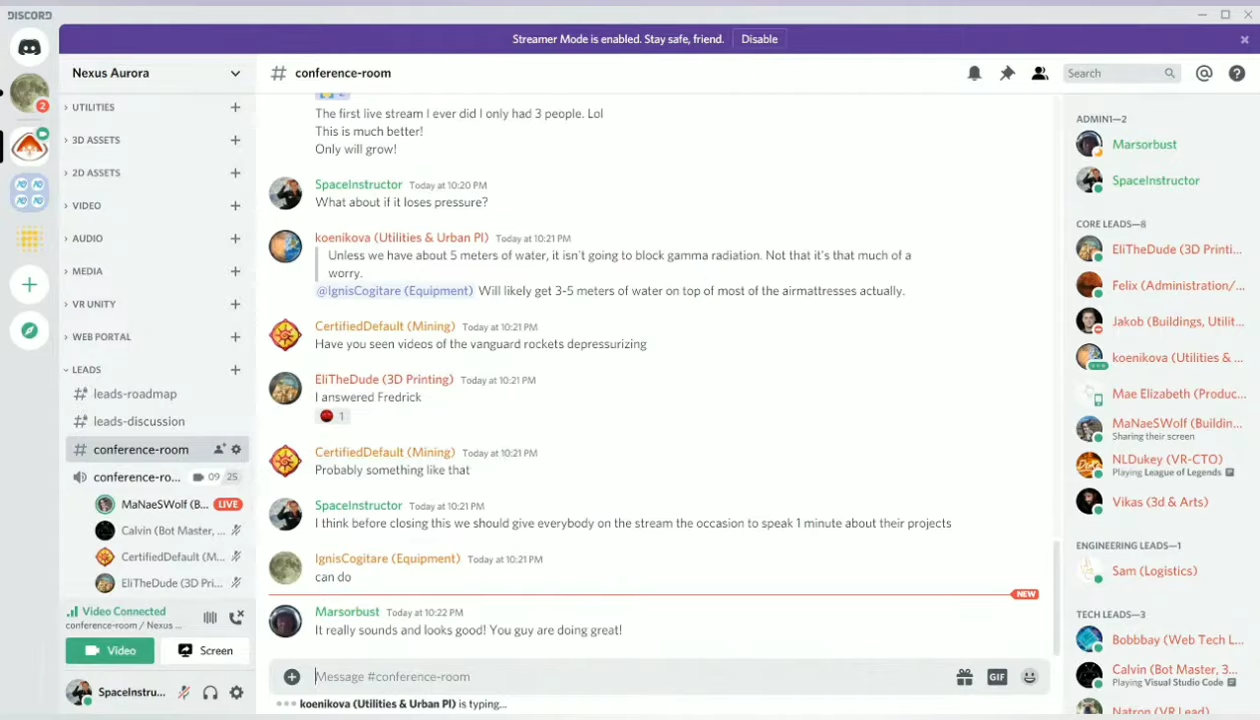 DISCORD
Streamer Mode is enabled. Stay safe, friend. Disable
2
Nexus Aurora
UTILITIES
3D ASSETS
2D ASSETS
VIDEO
AUDIO
MEDIA
VR UNITY
WEB PORTAL
LEADS
leads-roadmap
leads-discussion
conference-room
conference-ro... 09 25
MaNaeSWolf (B... LIVE
Calvin (Bot Master, ...
CertifiedDefault (M...
EliTheDude (3D Pri...
Video Connected
conference-room / Nexus ...
Video Screen
SpaceInstru...
# conference-room
Search
The first live stream I ever did I only had 3 people. Lol
This is much better!
Only will grow!
SpaceInstructor Today at 10:20 PM
What about if it loses pressure?
koenikova (Utilities & Urban Pl) Today at 10:21 PM
Unless we have about 5 meters of water, it isn't going to block gamma radiation. Not that it's that much of a
worry.
@IgnisCogitare (Equipment) Will likely get 3-5 meters of water on top of most of the airmattresses actually.
CertifiedDefault (Mining) Today at 10:21 PM
Have you seen videos of the vanguard rockets depressurizing
EliTheDude (3D Printing) Today at 10:21 PM
I answered Fredrick
1
CertifiedDefault (Mining) Today at 10:21 PM
Probably something like that
SpaceInstructor Today at 10:21 PM
I think before closing this we should give everybody on the stream the occasion to speak 1 minute about their projects
IgnisCogitare (Equipment) Today at 10:21 PM
can do
NEW
Marsorbust Today at 10:22 PM
It really sounds and looks good! You guy are doing great!
Message #conference-room
GIF
koenikova (Utilities & Urban Pl) is typing...
ADMIN1—2
Marsorbust
SpaceInstructor
CORE LEADS—8
EliTheDude (3D Printi...
Felix (Administration/...
Jakob (Buildings, Utilit...
koenikova (Utilities & ...
Mae Elizabeth (Produc...
MaNaeSWolf (Buildin...
Sharing their screen
NLDukey (VR-CTO)
Playing League of Legends
Vikas (3d & Arts)
ENGINEERING LEADS—1
Sam (Logistics)
TECH LEADS—3
Bobbbay (Web Tech L...
Calvin (Bot Master, 3...
Playing Visual Studio Code
Natron (VR Lead)